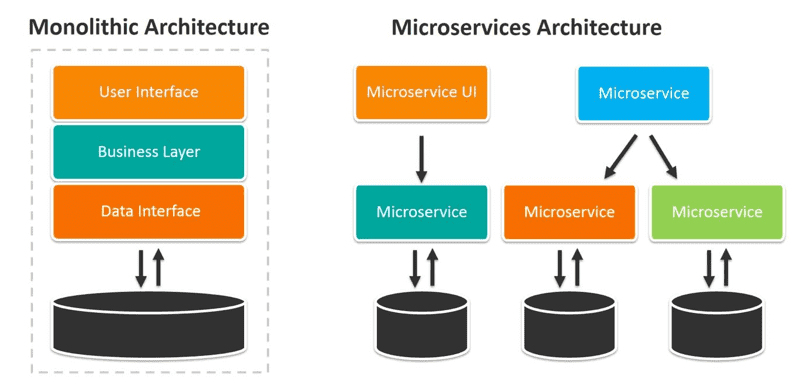 Monolithic Architecture
Microservices Architecture
User Interface
Business Layer
Data Interface
Microservice UI
Microservice
Microservice
Microservice
Microservice